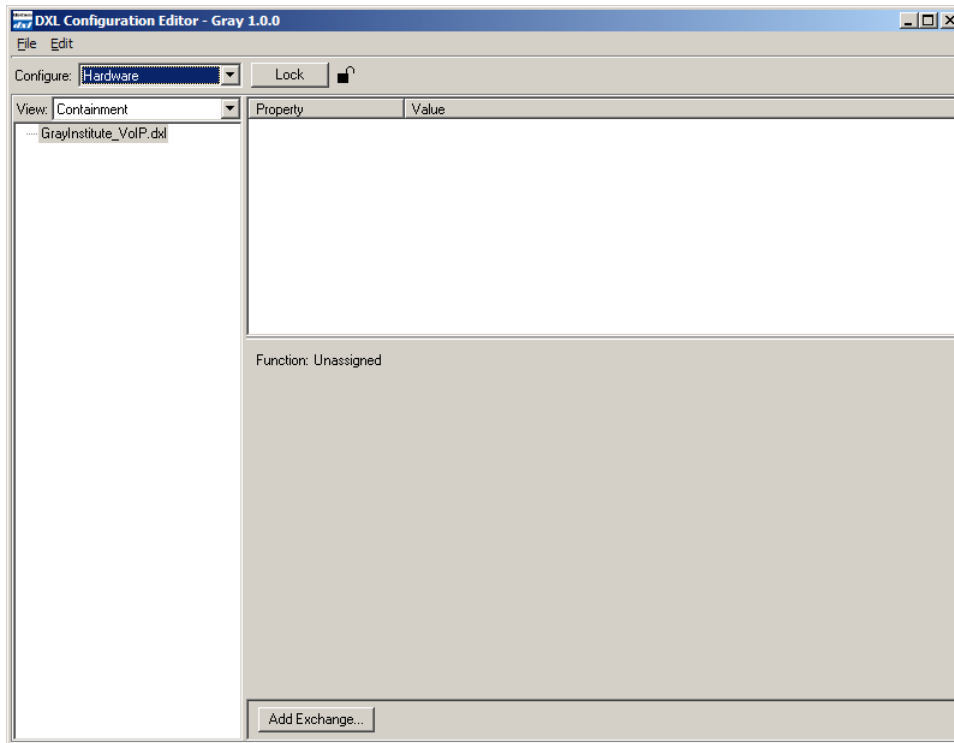 DXL Configuration Editor - Gray 1.0.0
File Edit
Configure: Hardware Lock
View: Containment
Property Value
GrayInstitute_VoIP.dxl
Function: Unassigned
Add Exchange...